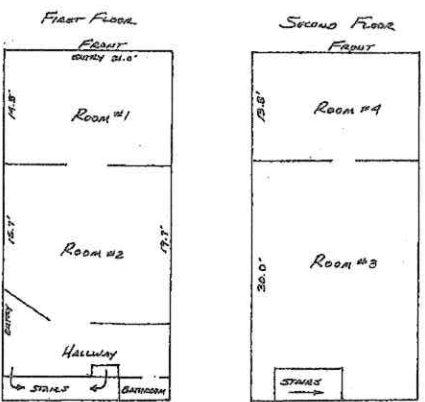 FIRST FLOOR
FRONT
ENTRY 21.0'
14.8'
ROOM #1
15.7'
19.7'
ROOM #2
ENTRY
HALLWAY
STAIRS
BATHROOM
SECOND FLOOR
FRONT
13.8'
ROOM #4
30.0'
ROOM #3
STAIRS